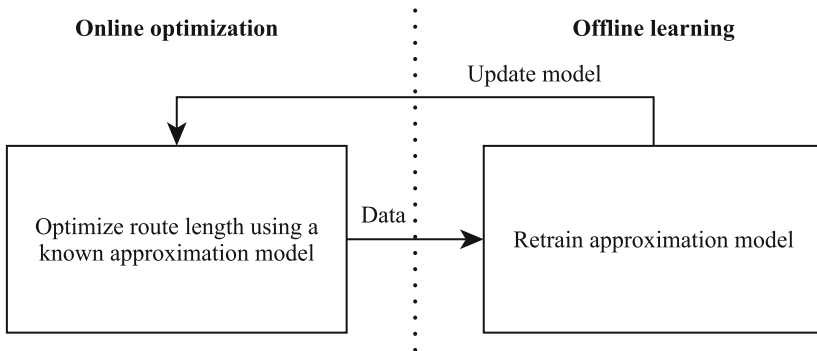 Online optimization
Offline learning
Update model
Optimize route length using a
known approximation model
Data
Retrain approximation model